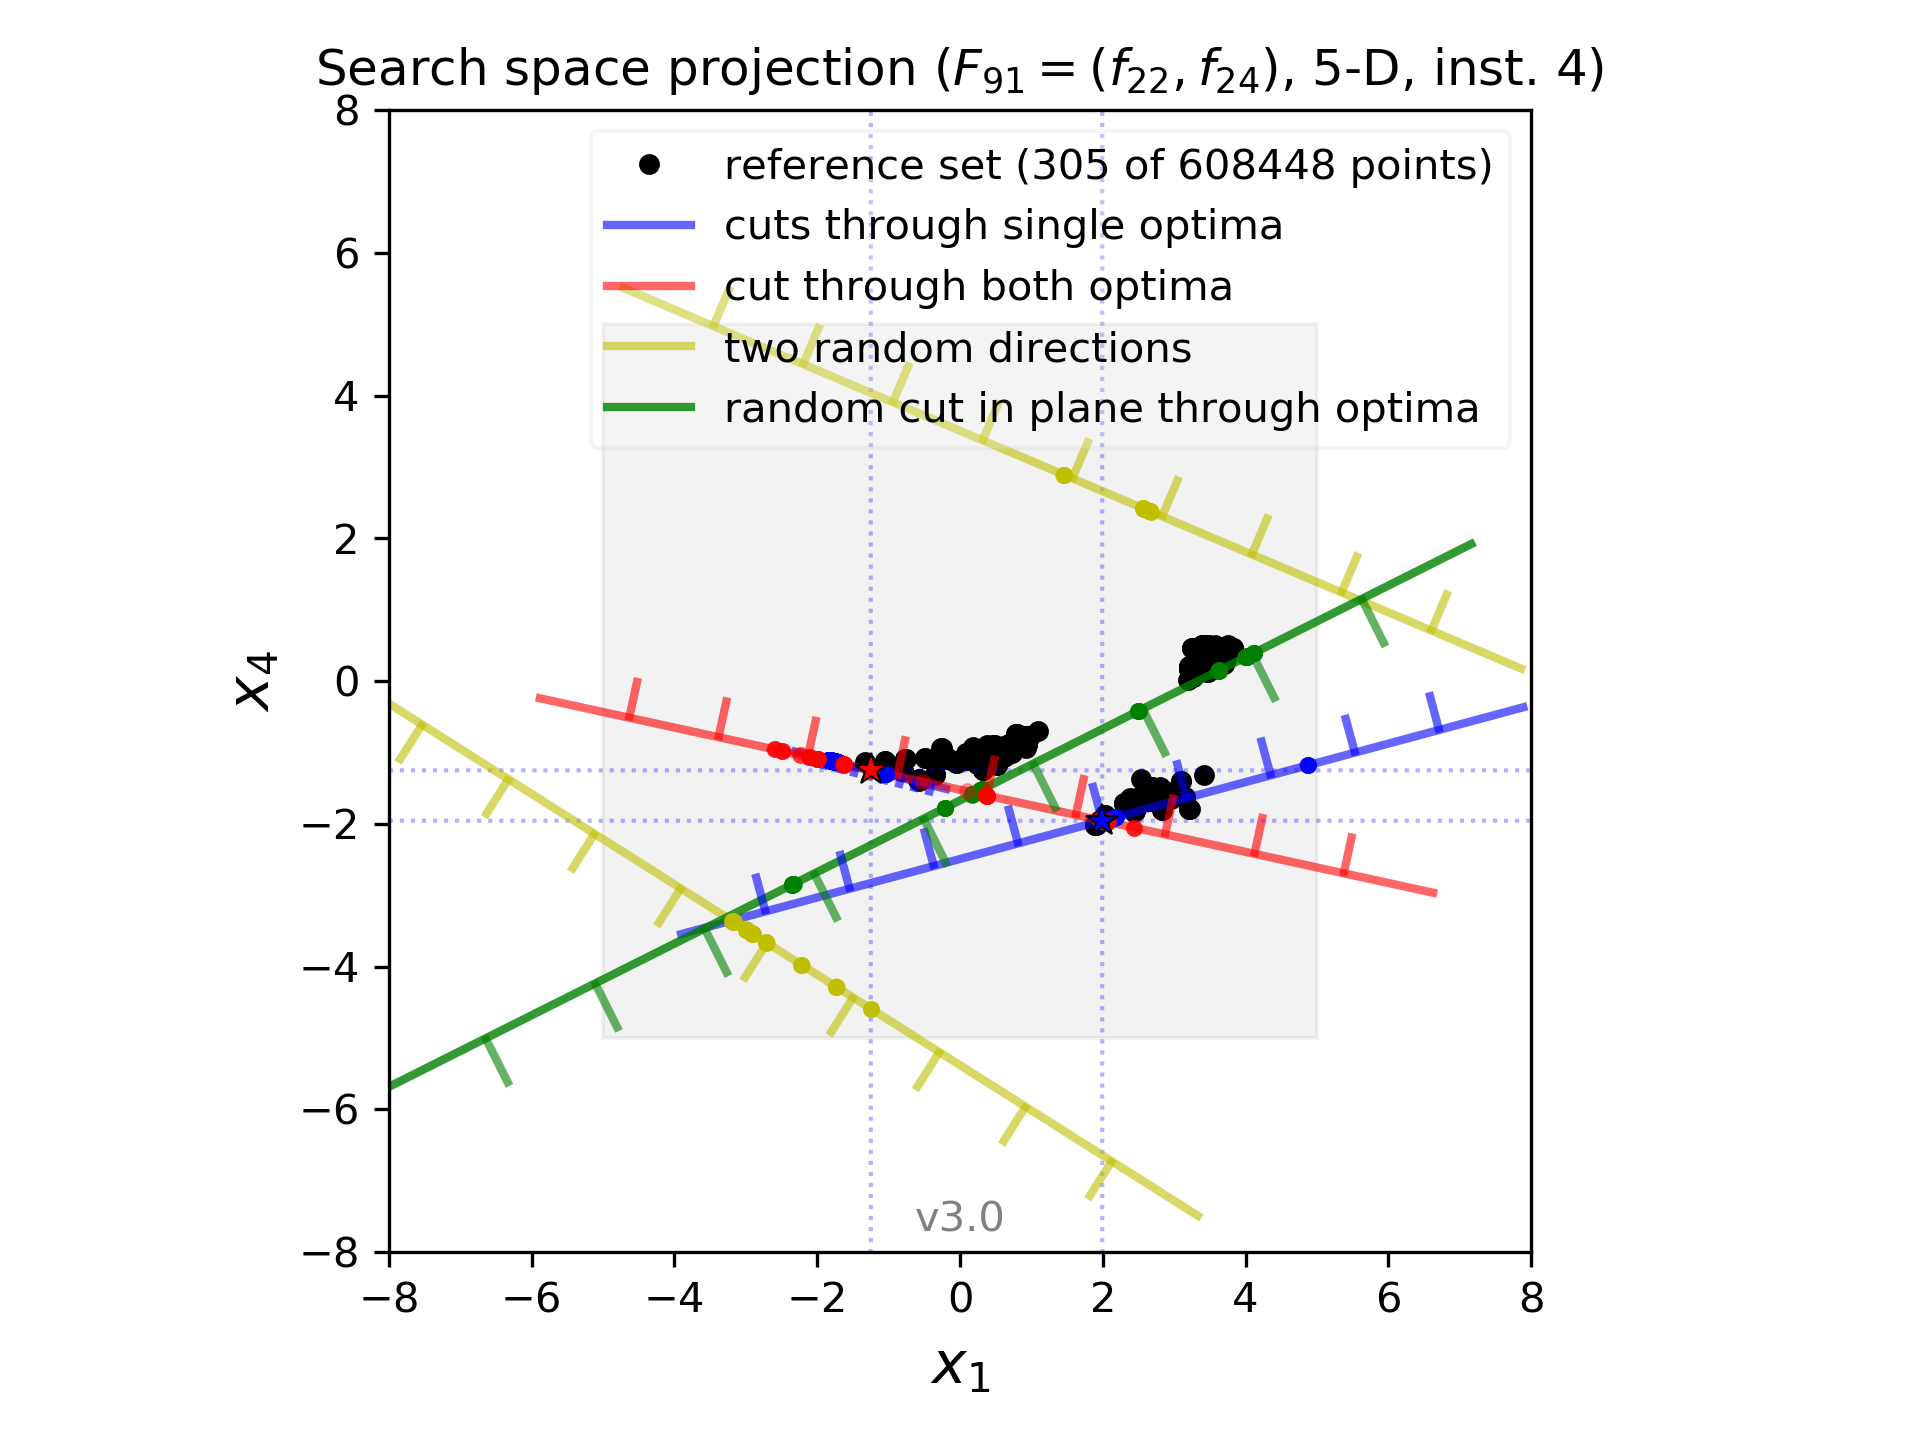 Search space projection (F₉₁ = (f₂₂, f₂₄), 5-D, inst. 4)
8
6
4
2
0
−2
−4
−6
−8
x₄
reference set (305 of 608448 points)
cuts through single optima
cut through both optima
two random directions
random cut in plane through optima
v3.0
−8 −6 −4 −2 0 2 4 6 8
x₁